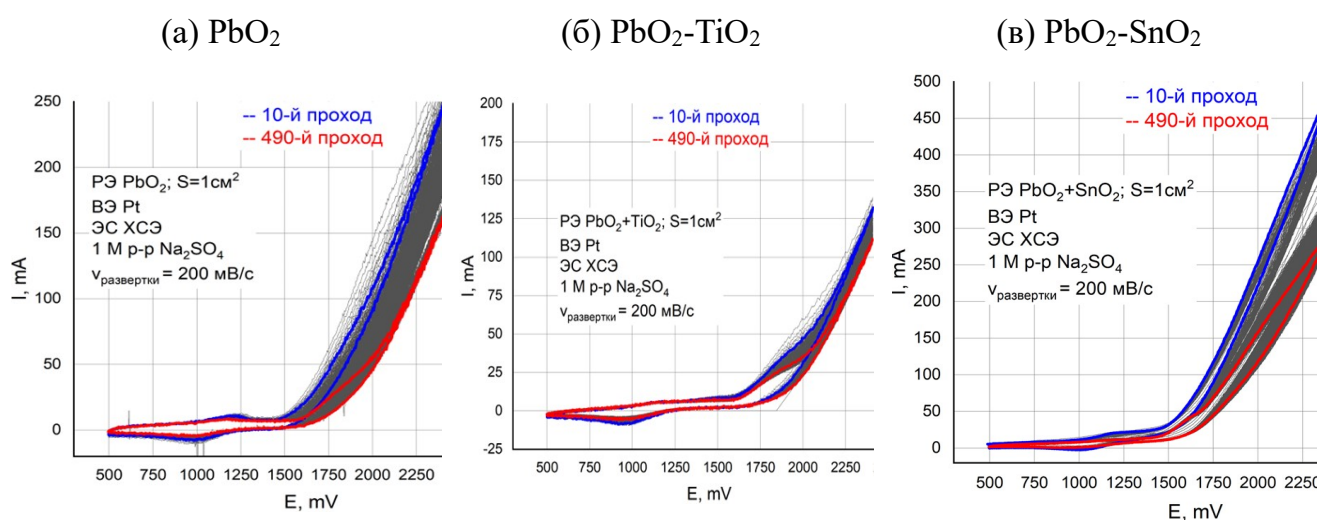 (а) PbO₂
(б) PbO₂-TiO₂
(в) PbO₂-SnO₂
250
200
150
100
50
0
I, mA
-- 10-й проход
-- 490-й проход
РЭ PbO₂; S=1см²
ВЭ Pt
ЭС ХСЭ
1 М р-р Na₂SO₄
vразвертки = 200 мВ/с
500 750 1000 1250 1500 1750 2000 2250
E, mV
200
175
150
125
100
75
50
25
0
-25
I, mA
-- 10-й проход
-- 490-й проход
РЭ PbO₂+TiO₂; S=1см²
ВЭ Pt
ЭС ХСЭ
1 М р-р Na₂SO₄
vразвертки = 200 мВ/с
500 750 1000 1250 1500 1750 2000 2250
E, mV
500
450
400
350
300
250
200
150
100
50
0
I, mA
-- 10-й проход
-- 490-й проход
РЭ PbO₂+SnO₂; S=1см²
ВЭ Pt
ЭС ХСЭ
1 М р-р Na₂SO₄
vразвертки = 200 мВ/с
500 750 1000 1250 1500 1750 2000 2250
E, mV